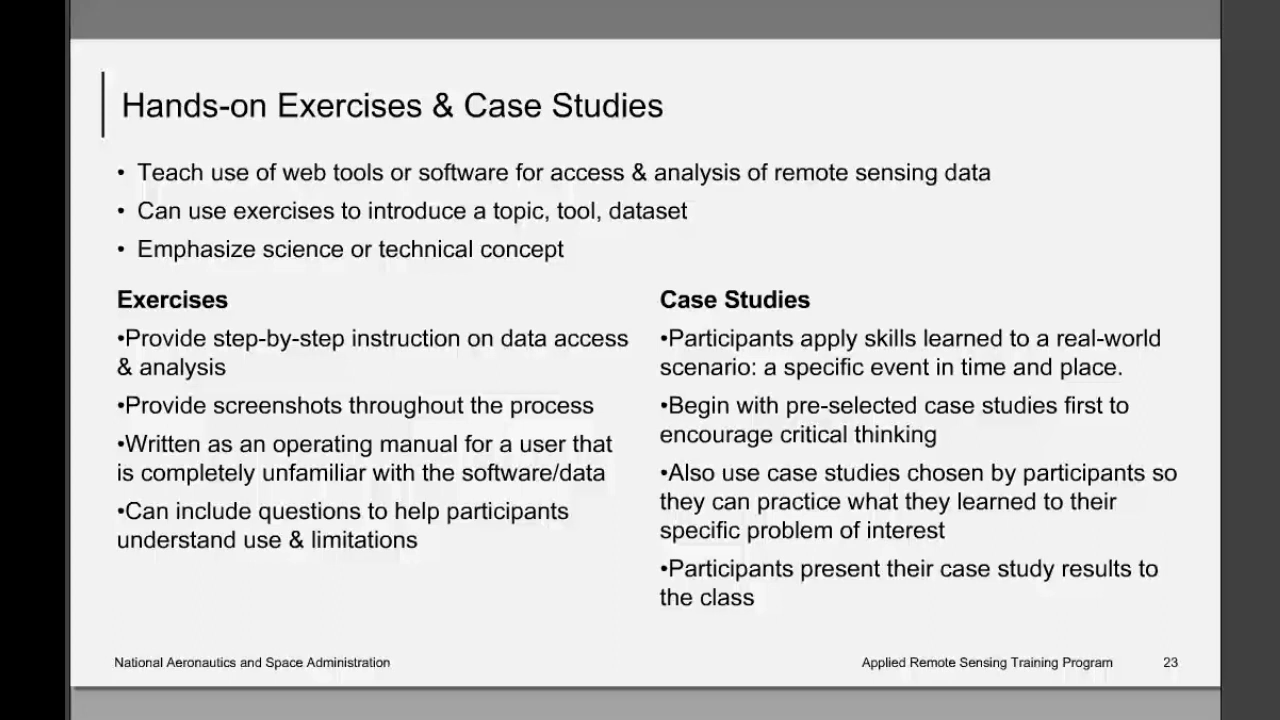 Hands-on Exercises & Case Studies
• Teach use of web tools or software for access & analysis of remote sensing data
• Can use exercises to introduce a topic, tool, dataset
• Emphasize science or technical concept
Exercises
•Provide step-by-step instruction on data access
& analysis
•Provide screenshots throughout the process
•Written as an operating manual for a user that
is completely unfamiliar with the software/data
•Can include questions to help participants
understand use & limitations
Case Studies
•Participants apply skills learned to a real-world
scenario: a specific event in time and place.
•Begin with pre-selected case studies first to
encourage critical thinking
•Also use case studies chosen by participants so
they can practice what they learned to their
specific problem of interest
•Participants present their case study results to
the class
National Aeronautics and Space Administration
Applied Remote Sensing Training Program
23